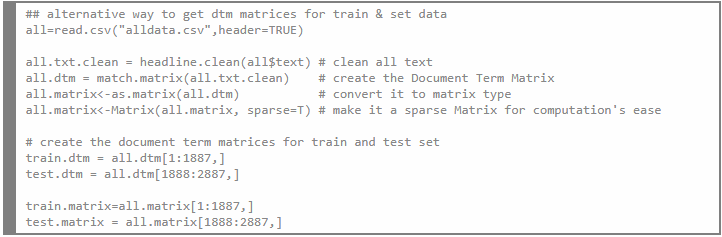 ## alternative way to get dtm matrices for train & set data
all=read.csv("alldata.csv",header=TRUE)
all.txt.clean = headline.clean(all$text) # clean all text
all.dtm = match.matrix(all.txt.clean)    # create the Document Term Matrix
all.matrix<-as.matrix(all.dtm)           # convert it to matrix type
all.matrix<-Matrix(all.matrix, sparse=T) # make it a sparse Matrix for computation's ease
# create the document term matrices for train and test set
train.dtm = all.dtm[1:1887,]
test.dtm = all.dtm[1888:2887,]
train.matrix=all.matrix[1:1887,]
test.matrix = all.matrix[1888:2887,]